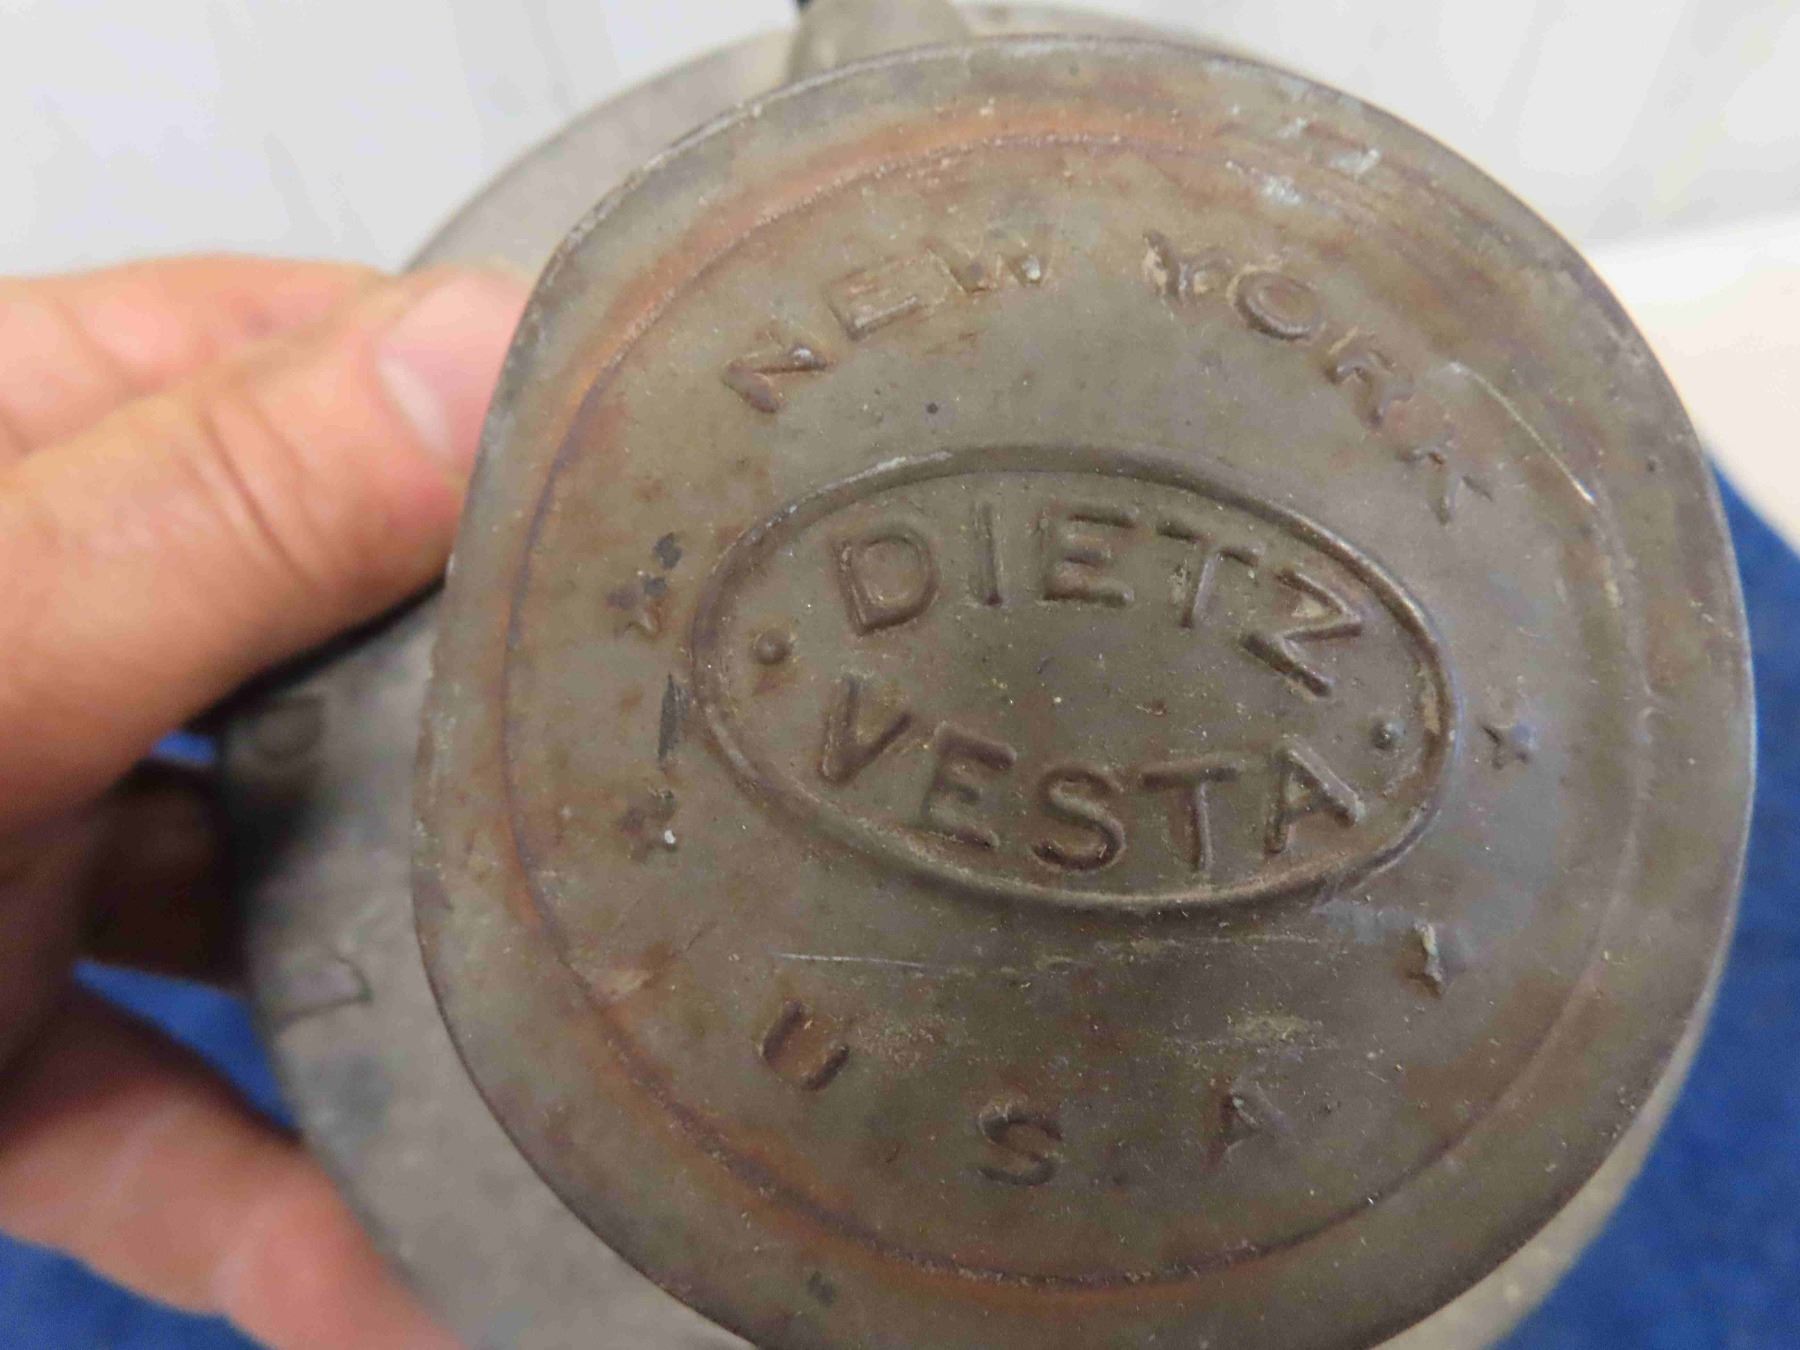 NEW YORK
DIETZ
VESTA
U. S. A